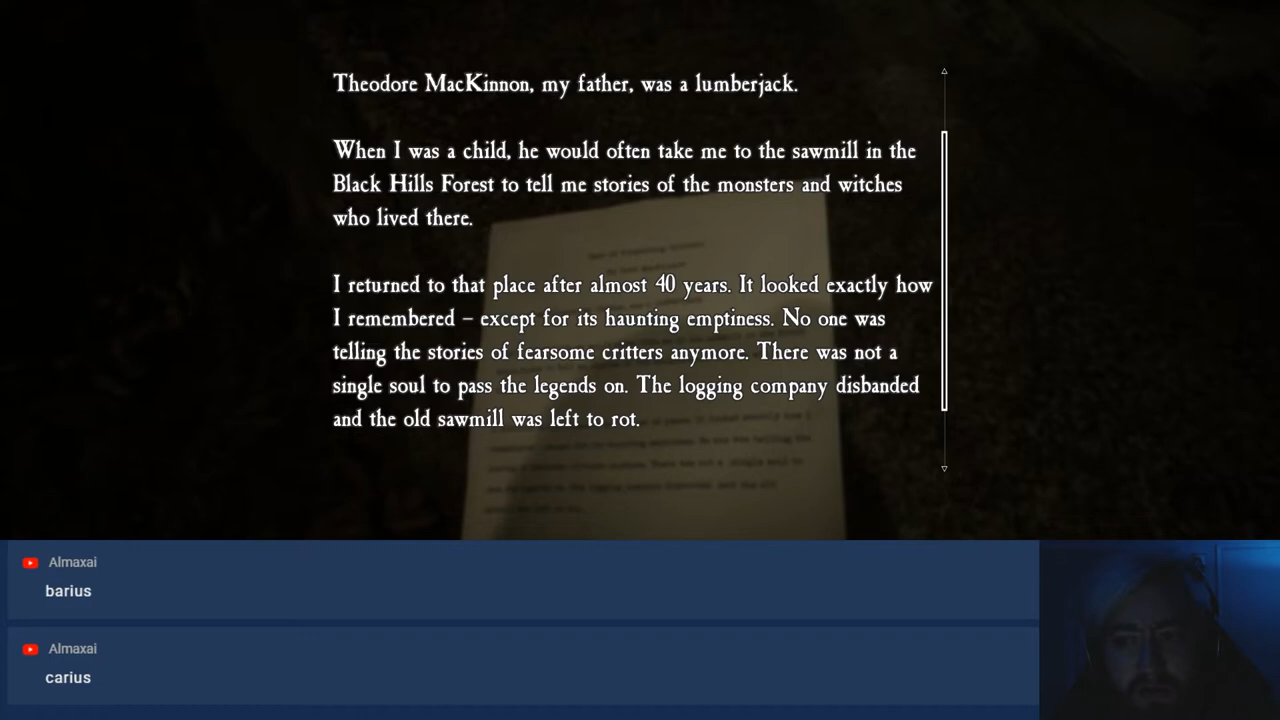 Theodore MacKinnon, my father, was a lumberjack.
When I was a child, he would often take me to the sawmill in the
Black Hills Forest to tell me stories of the monsters and witches
who lived there.
I returned to that place after almost 40 years. It looked exactly how
I remembered – except for its haunting emptiness. No one was
telling the stories of fearsome critters anymore. There was not a
single soul to pass the legends on. The logging company disbanded
and the old sawmill was left to rot.
Almaxai
barius
Almaxai
carius